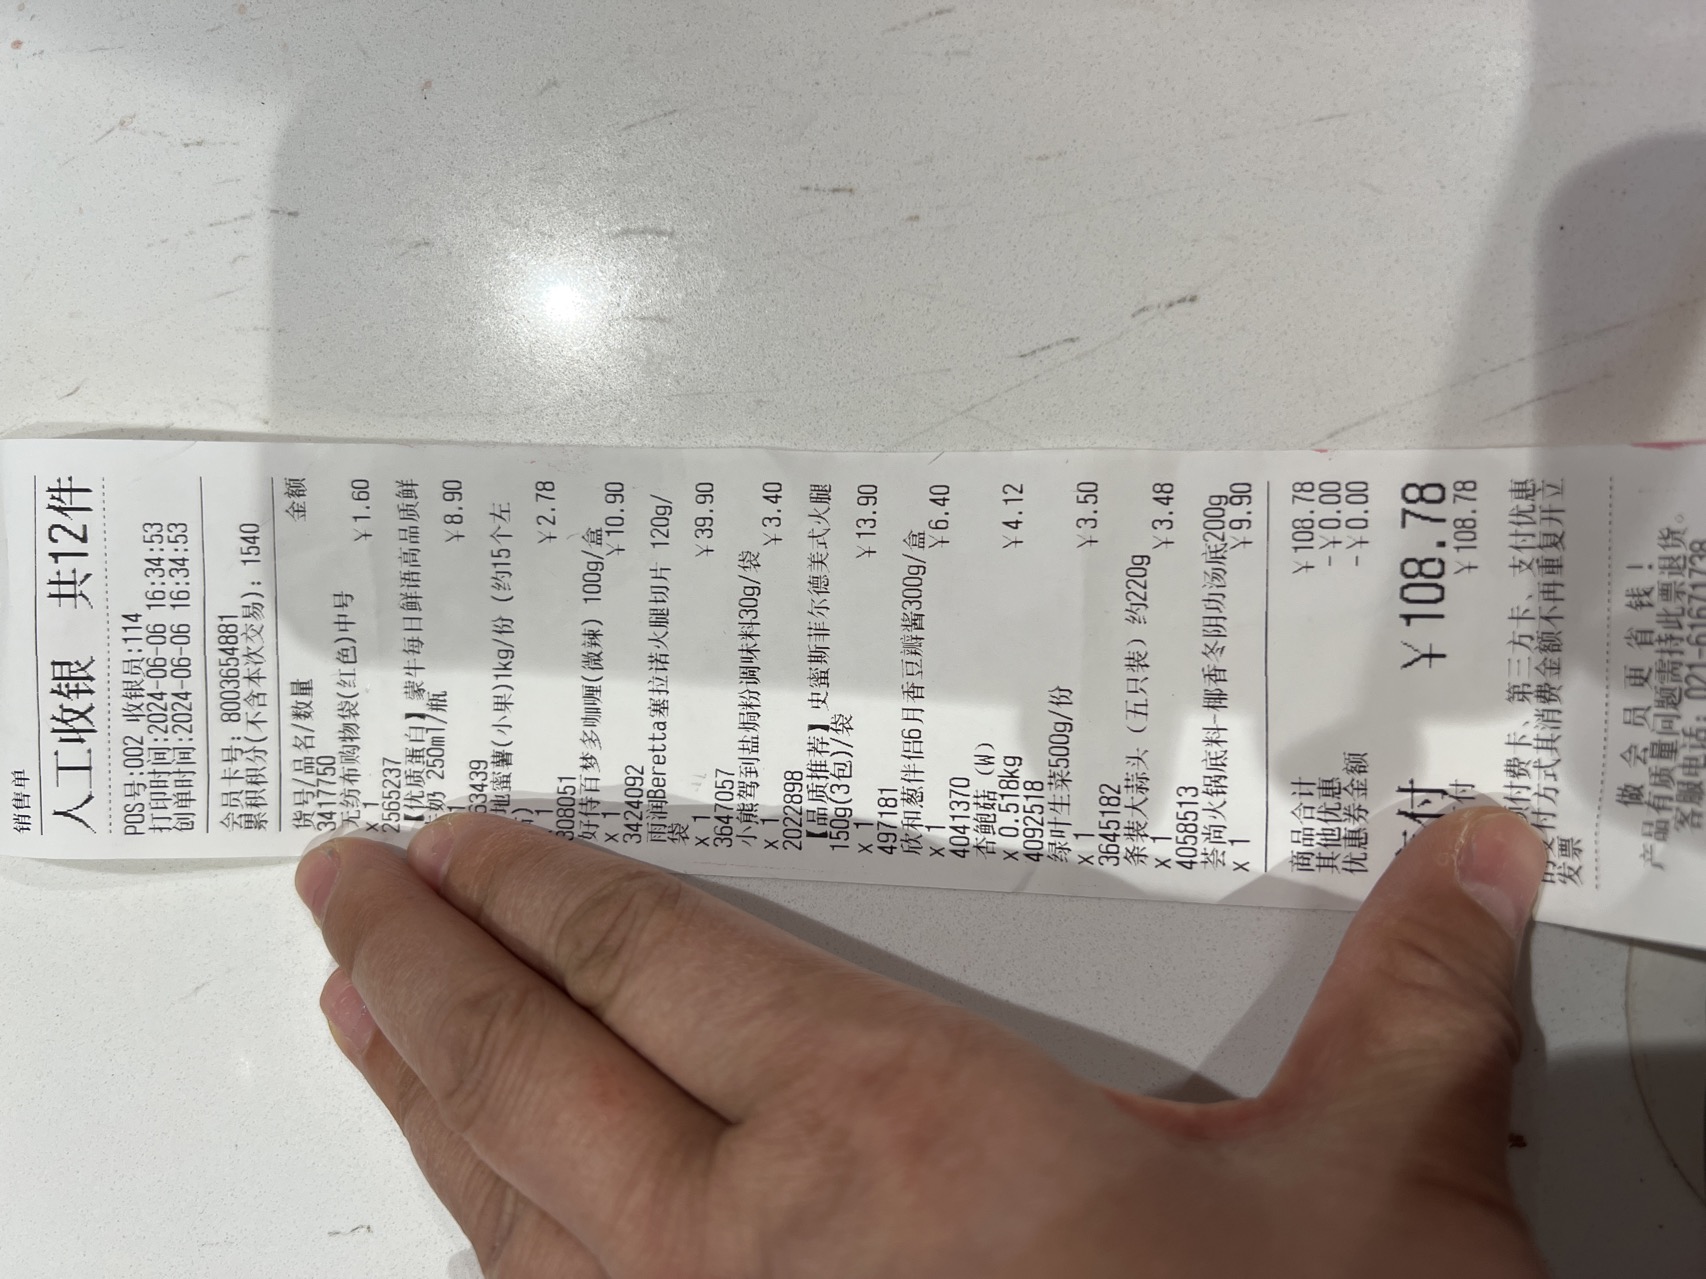 销售单
人工收银 共12件
POS号:002 收银员:114
打印时间:2024-06-06 16:34:53
创单时间:2024-06-06 16:34:53
会员卡号: 8003654881
累积积分(不含本次交易): 1540
货号/品名/数量 金额
3417750
无纺布购物袋(红色)中号
x 1 ¥1.60
2565237
【优质蛋白】蒙牛每日鲜语高品质鲜
奶 250ml/瓶
1 ¥8.90
53439
地蜜薯(小果)1kg/份 (约15个左
¥2.78
308051
好侍百梦多咖喱(微辣) 100g/盒
x 1 ¥10.90
3424092
雨润Beretta塞拉诺火腿切片 120g/
袋
x 1 ¥39.90
3647057
小熊驾到盐焗粉调味料30g/袋
x 1 ¥3.40
2022898
【品质推荐】史蜜斯菲尔德美式火腿
150g(3包)/袋
x 1 ¥13.90
497181
欣和葱伴侣6月香豆瓣酱300g/盒
x 1 ¥6.40
4041370
杏鲍菇 (W)
x 0.518kg ¥4.12
4092518
绿叶生菜500g/份
x 1 ¥3.50
3645182
条装大蒜头 (五只装) 约220g
x 1 ¥3.48
4058513
芸尚火锅底料-椰香冬阴功汤底200g
x 1 ¥9.90
商品合计 ¥108.78
其他优惠 -¥0.00
优惠券金额 -¥0.00
付 ¥108.78
付 ¥108.78
付费卡、第三方卡、支付优惠
支付方式其消费金额不再重复开立
发票
做会员更省钱!
产品有质量问题需持此票退货。
客服电话: 021-61671738